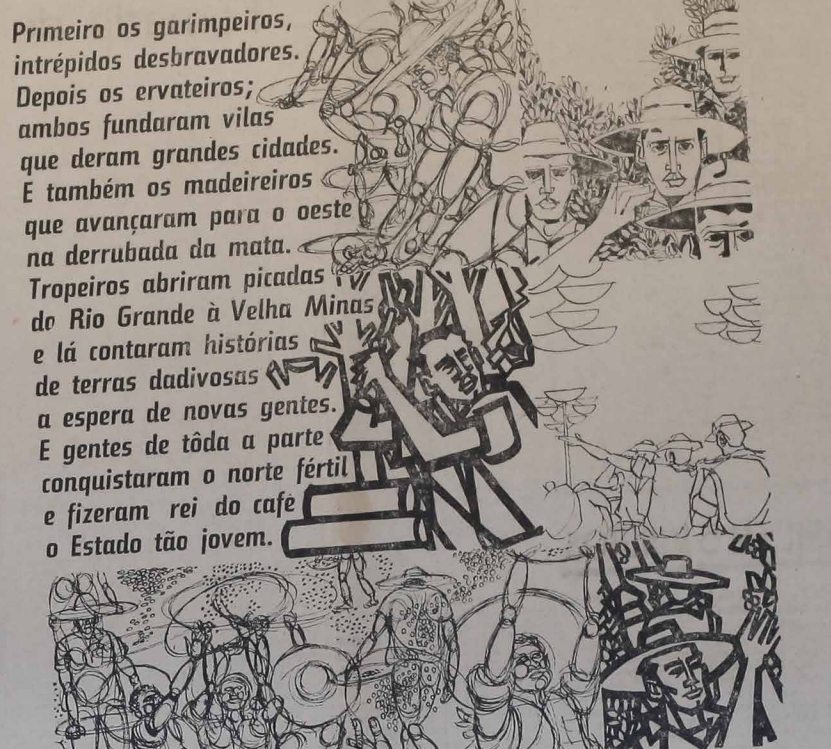 Primeiro os garimpeiros,
intrépidos desbravadores.
Depois os ervateiros;
ambos fundaram vilas
que deram grandes cidades.
E também os madeireiros
que avançaram para o oeste
na derrubada da mata.
Tropeiros abriram picadas
do Rio Grande à Velha Minas
e lá contaram histórias
de terras dadivosas
a espera de novas gentes.
E gentes de tôda a parte
conquistaram o norte fértil
e fizeram rei do café
o Estado tão jovem.